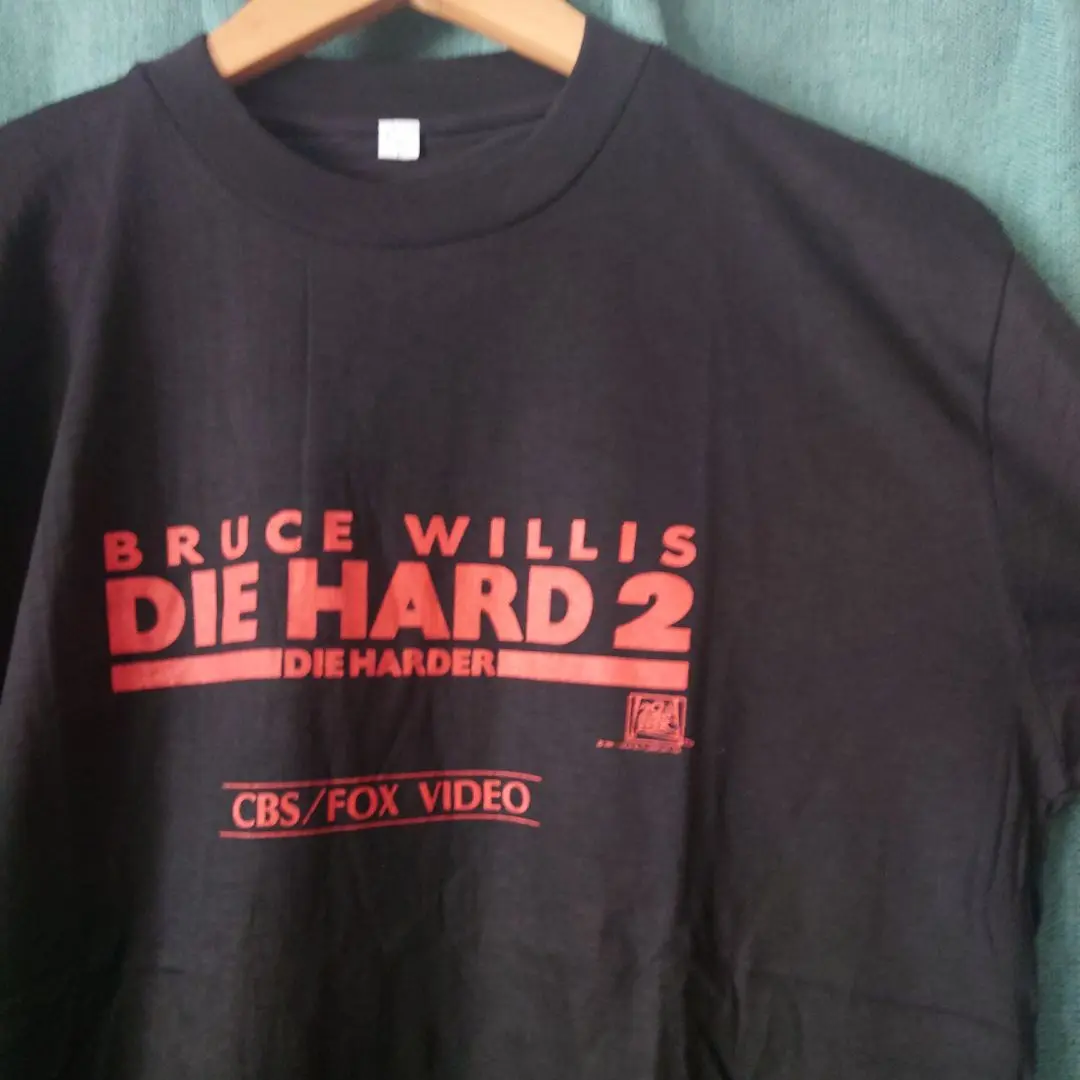 BRUCE WILLIS
DIE HARD 2
DIE HARDER
CBS/FOX VIDEO